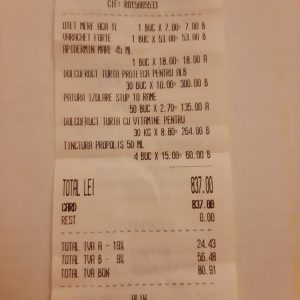 CIF: RO15665533
OTET MERE ACA 1L
1 BUC X 7.00= 7.00 B
VARACHET FORTE
1 BUC X 53.00= 53.00 B
APIDERMIN MARE 45 ML
1 BUC X 18.00= 18.00 A
DULCOFRUCT TURTA PROTEICA PENTRU ALB
30 BUC X 10.00= 300.00 B
PATURA IZOLARE STUP 10 RAME
50 BUC X 2.70= 135.00 A
DULCOFRUCT TURTA CU VITAMINE PENTRU
30 KG X 8.80= 264.00 B
TINCTURA PROPOLIS 50 ML
4 BUC X 15.00= 60.00 B
TOTAL LEI 837.00
CARD 837.00
REST 0.00
TOTAL TVA A - 19% 24.43
TOTAL TVA B - 9% 56.48
TOTAL TVA BON 80.91